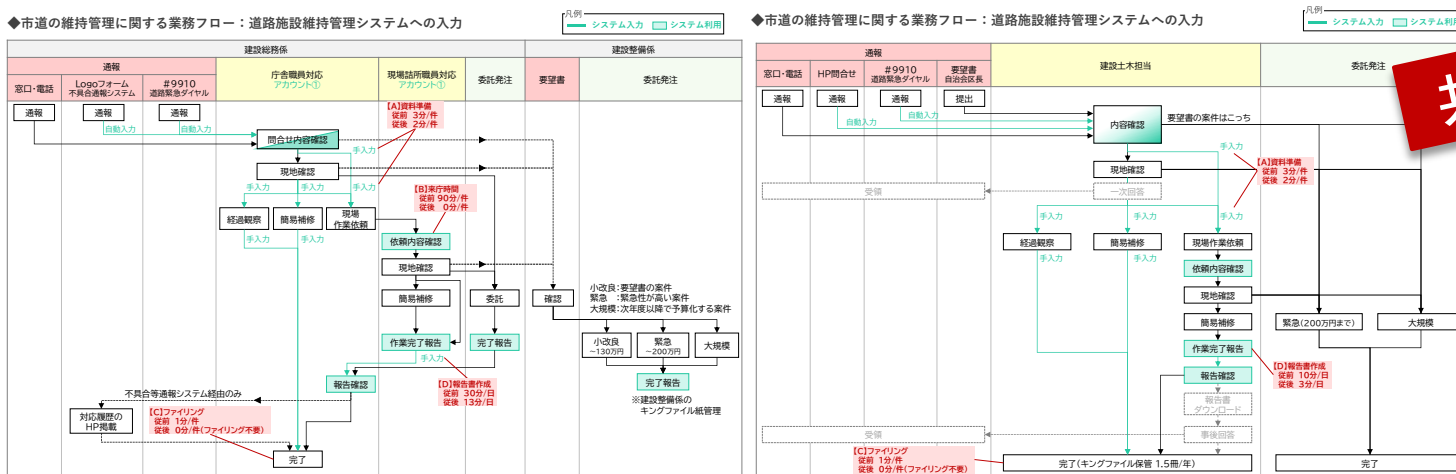 ◆市道の維持管理に関する業務フロー：道路施設維持管理システムへの入力
凡例
システム入力
システム利用
建設総務係
建設整備係
通報
庁舎職員対応
アカウント①
現場詰所職員対応
アカウント①
委託発注
要望書
委託発注
窓口・電話
Logoフォーム
不具合通報システム
#9910
道路緊急ダイヤル
通報
通報
通報
自動入力
自動入力
【A】資料準備
従前 3分/件
従後 2分/件
問合せ内容確認
手入力
現地確認
手入力
手入力
手入力
【B】来庁時間
従前 90分/件
従後 0分/件
経過観察
簡易補修
現場
作業依頼
手入力
手入力
依頼内容確認
現地確認
簡易補修
委託
確認
小改良：要望書の案件
緊急 ：緊急性が高い案件
大規模：次年度以降で予算化する案件
作業完了報告
完了報告
小改良
~130万円
緊急
~200万円
大規模
手入力
報告確認
【D】報告書作成
従前 30分/日
従後 13分/日
完了報告
※建設整備係の
キングファイル紙管理
不具合等通報システム経由のみ
対応履歴の
HP掲載
【C】ファイリング
従前 1分/件
従後 0分/件(ファイリング不要)
完了
◆市道の維持管理に関する業務フロー：道路施設維持管理システムへの入力
凡例
システム入力
システム利用
通報
建設土木担当
委託発注
窓口・電話
HP問合せ
#9910
道路緊急ダイヤル
要望書
自治会区長
通報
通報
通報
提出
自動入力
自動入力
内容確認
要望書の案件はこっち
手入力
現地確認
【A】資料準備
従前 3分/件
従後 2分/件
受領
一次回答
手入力
手入力
手入力
経過観察
簡易補修
現場作業依頼
手入力
手入力
依頼内容確認
現地確認
簡易補修
緊急(200万円まで)
大規模
作業完了報告
報告確認
【D】報告書作成
従前 10分/日
従後 3分/日
報告書
ダウンロード
受領
事後回答
【C】ファイリング
従前 1分/件
従後 0分/件(ファイリング不要)
完了(キングファイル保管 1.5冊/年)
完了